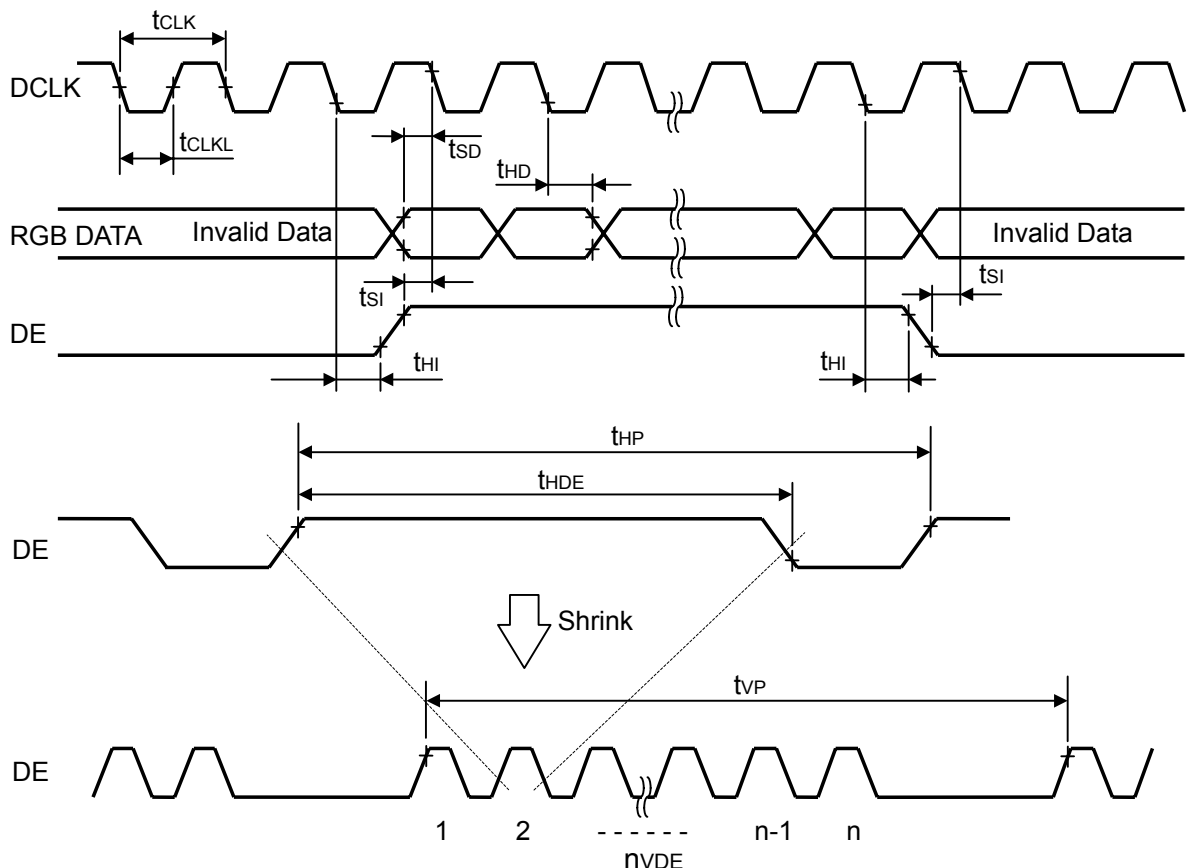 tCLK
DCLK
tCLKL
tSD
tHD
RGB DATA
Invalid Data
Invalid Data
tSI
tSI
DE
tHI
tHI
tHP
tHDE
DE
Shrink
tVP
DE
1 2 - - - - - - n-1 n
nVDE